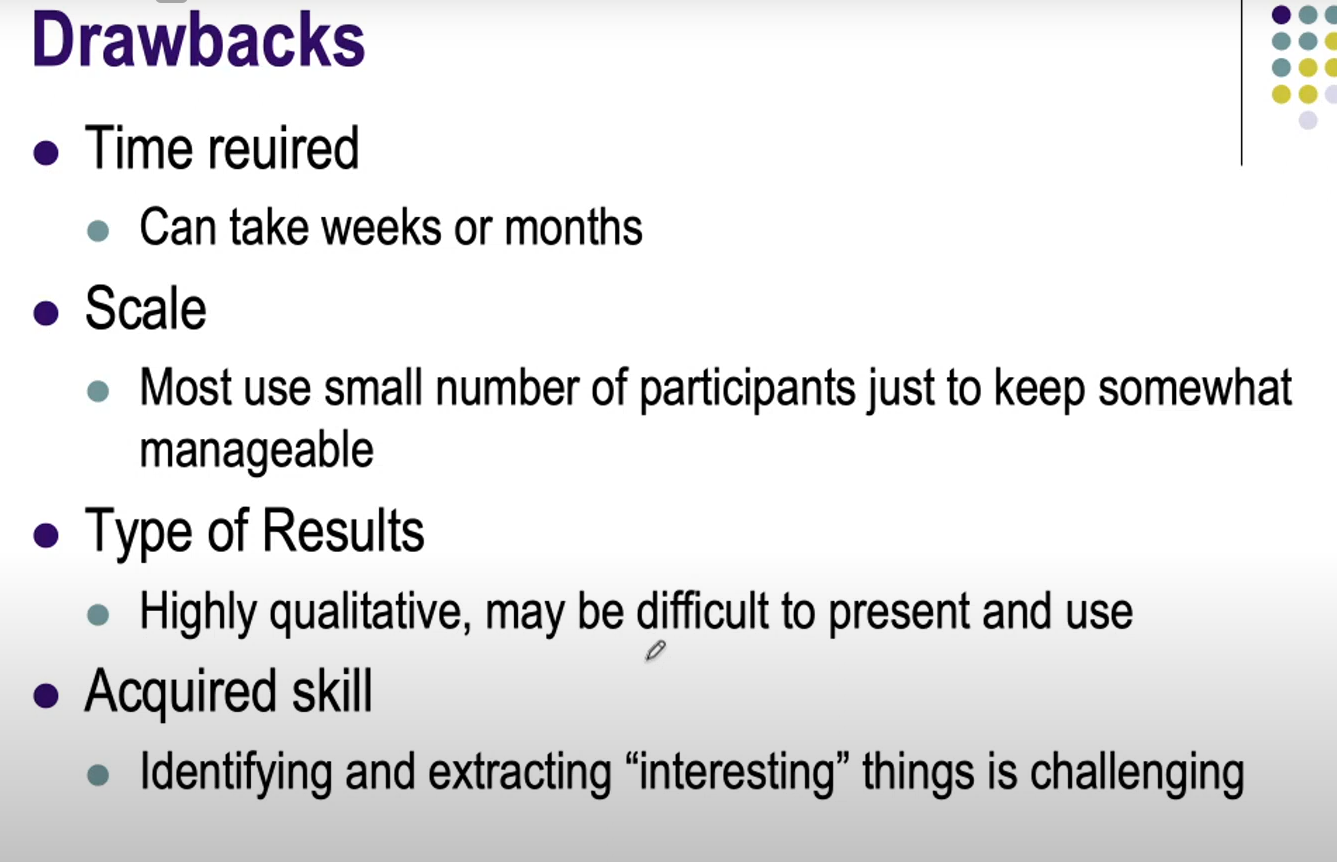 Drawbacks
Time reuired
Can take weeks or months
Scale
Most use small number of participants just to keep somewhat
manageable
Type of Results
Highly qualitative, may be difficult to present and use
Acquired skill
Identifying and extracting “interesting” things is challenging